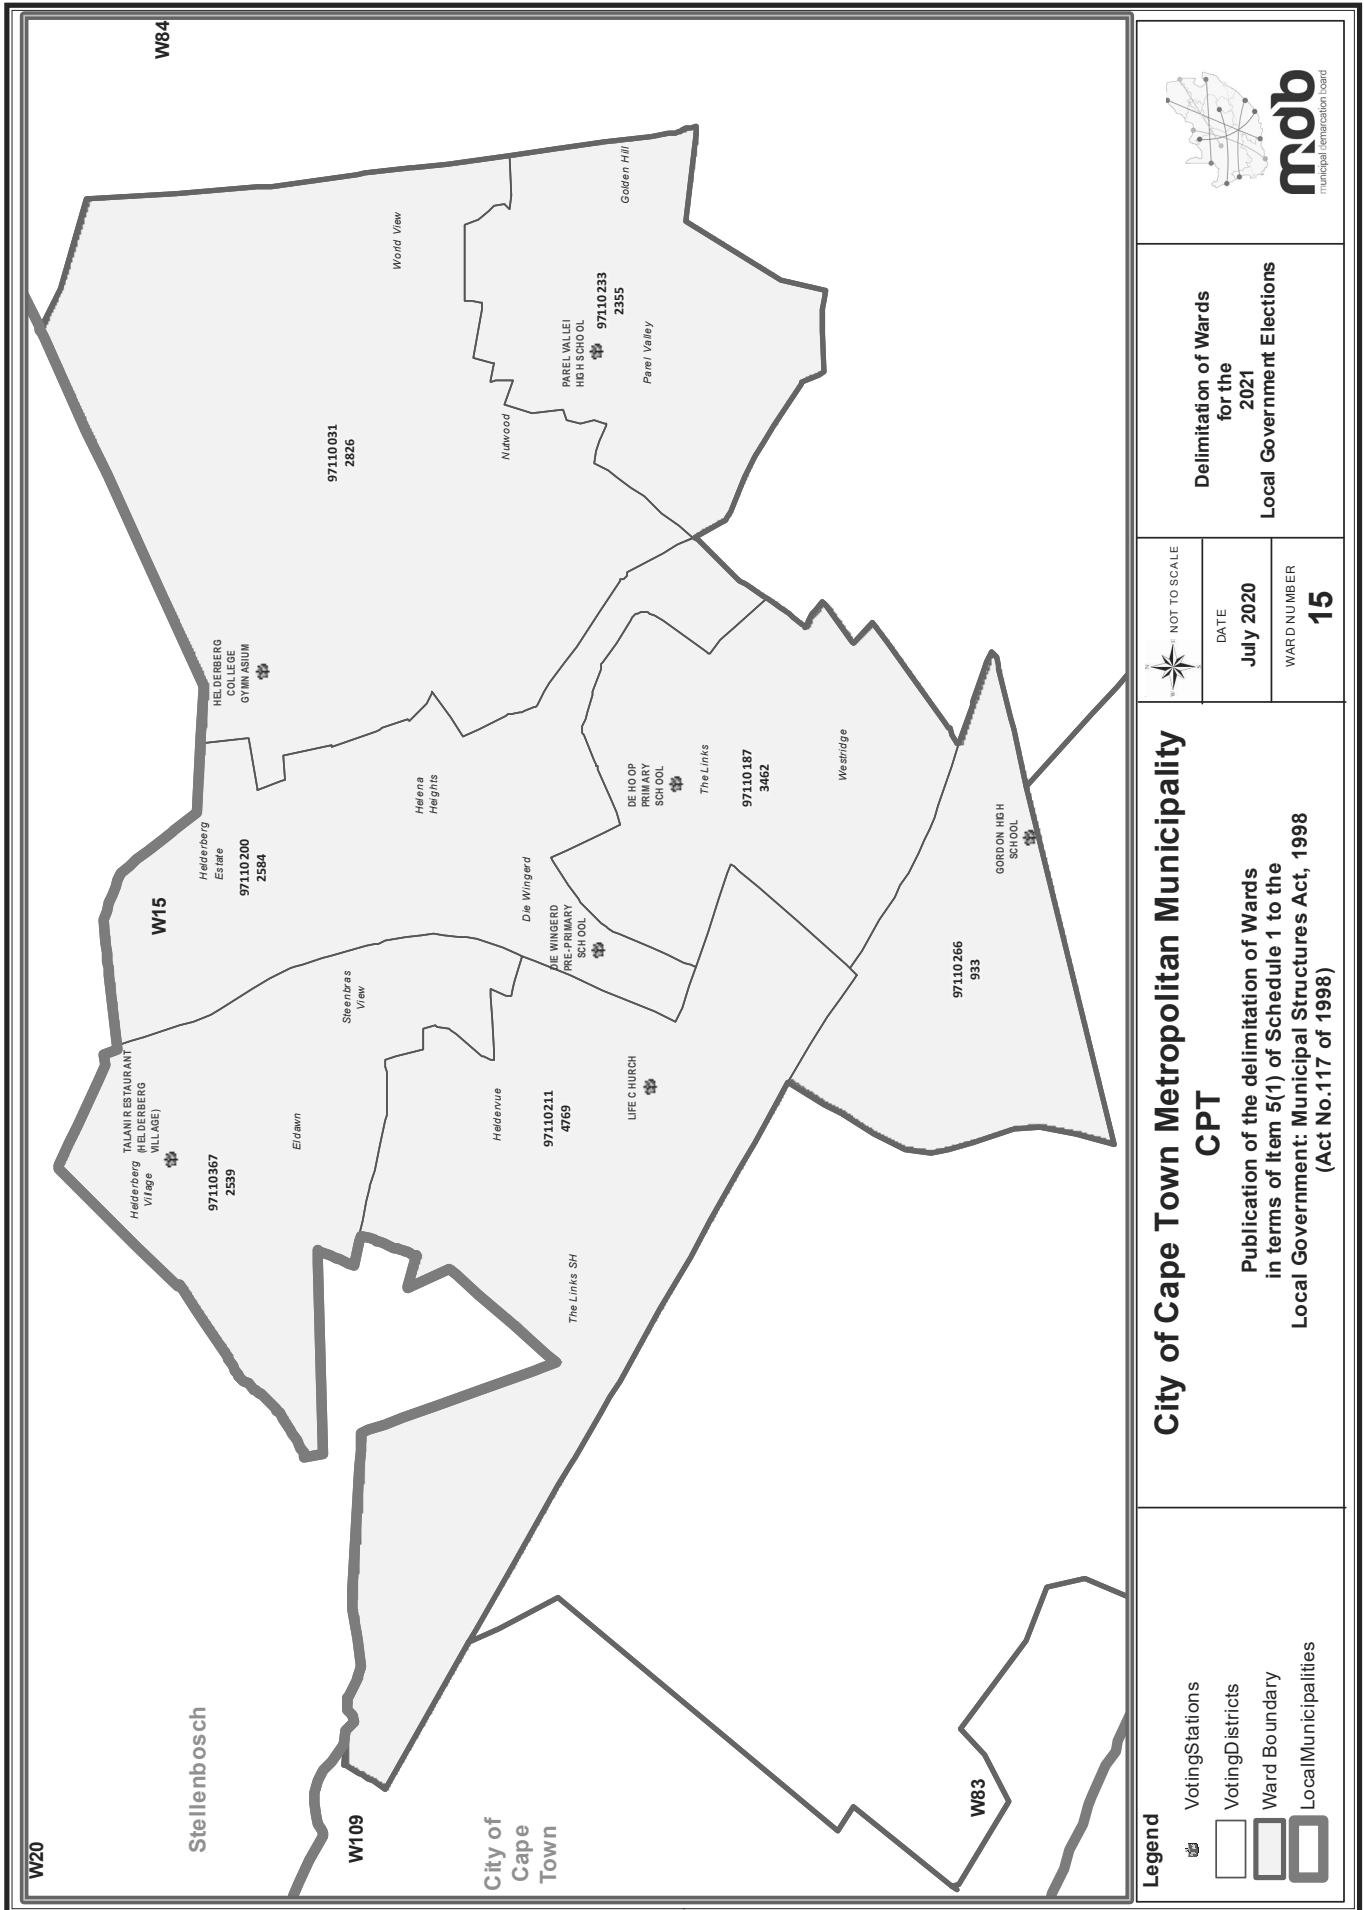 W84
W20
Stellenbosch
W109
City of
Cape
Town
W83
W15
TALANI RESTAURANT
(HELDERBERG
VILLAGE)
Helderberg
Village
97110367
2539
Eldawn
Steenbras
View
Heldervue
97110211
4769
LIFE CHURCH
The Links SH
Helderberg
Estate
97110200
2584
Helena
Heights
Die Wingerd
DIE WINGERD
PRE-PRIMARY
SCHOOL
HELDERBERG
COLLEGE
GYMNASIUM
97110031
2826
World View
Nutwood
PAREL VALLEI
HIGH SCHOOL
97110233
2355
Parel Valley
Golden Hill
DE HOOP
PRIMARY
SCHOOL
The Links
97110187
3462
Westridge
GORDON HIGH
SCHOOL
97110266
933
Legend
VotingStations
VotingDistricts
Ward Boundary
LocalMunicipalities
City of Cape Town Metropolitan Municipality
CPT
Publication of the delimitation of Wards
in terms of Item 5(1) of Schedule 1 to the
Local Government: Municipal Structures Act, 1998
(Act No.117 of 1998)
N
W
E
S
NOT TO SCALE
DATE
July 2020
WARD NUMBER
15
Delimitation of Wards
for the
2021
Local Government Elections
mdb
municipal demarcation board